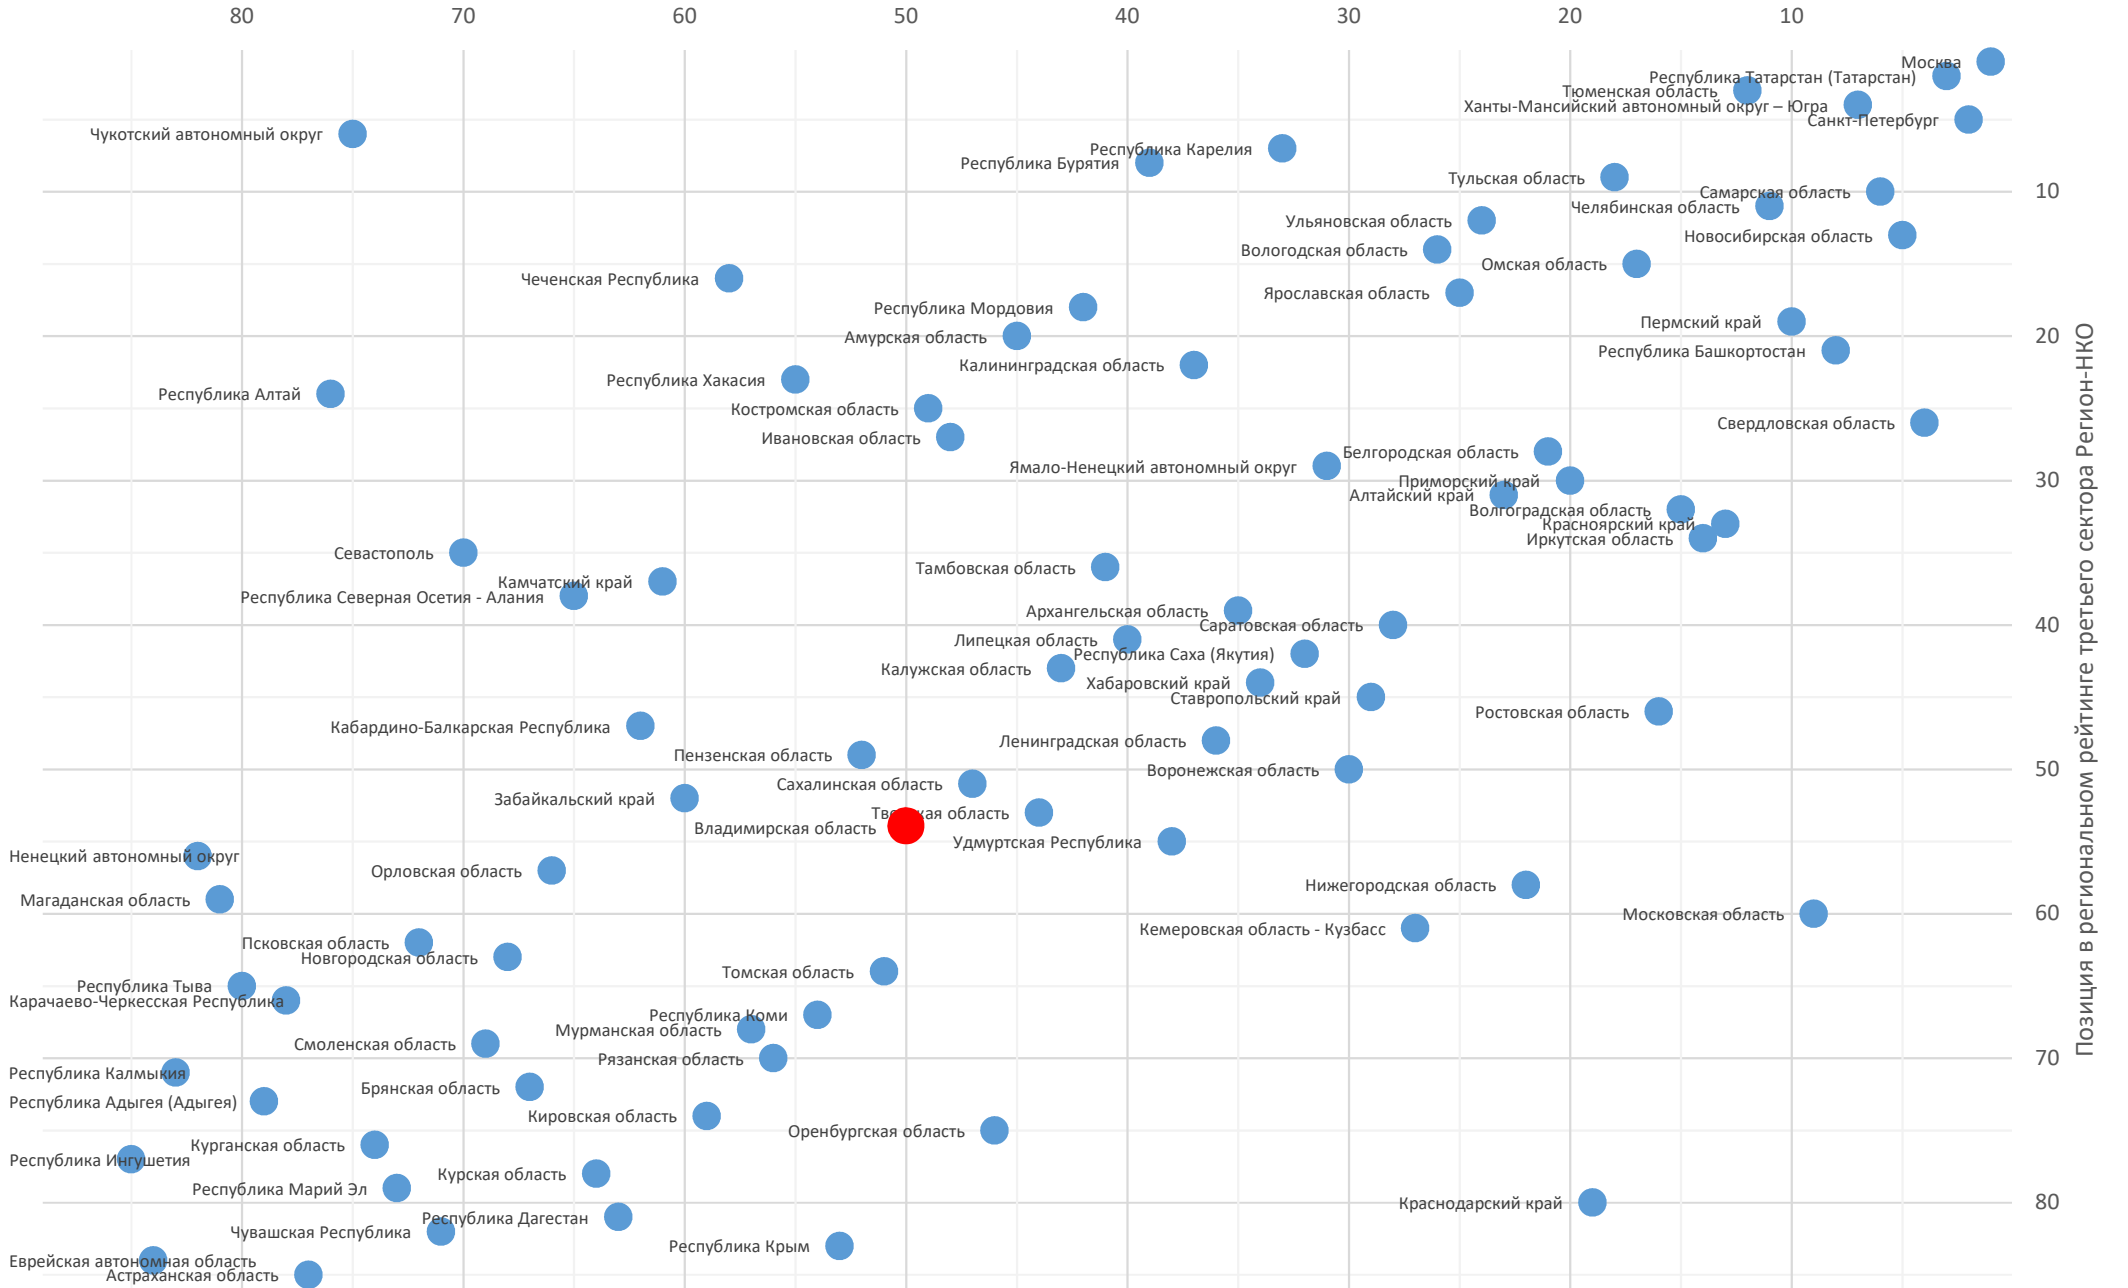 80 70 60 50 40 30 20 10
Москва
Республика Татарстан (Татарстан)
Тюменская область
Ханты-Мансийский автономный округ – Югра
Санкт-Петербург
Чукотский автономный округ
Республика Карелия
Республика Бурятия
Тульская область
Самарская область
10
Челябинская область
Ульяновская область
Новосибирская область
Вологодская область
Омская область
Чеченская Республика
Ярославская область
Республика Мордовия
Пермский край
Амурская область
20
Республика Башкортостан
Калининградская область
Республика Хакасия
Республика Алтай
Костромская область
Свердловская область
Ивановская область
Белгородская область
Ямало-Ненецкий автономный округ
Приморский край
30
Алтайский край
Волгоградская область
Красноярский край
Иркутская область
Севастополь
Тамбовская область
Камчатский край
Республика Северная Осетия - Алания
Архангельская область
Саратовская область
40
Липецкая область
Республика Саха (Якутия)
Калужская область
Хабаровский край
Ставропольский край
Ростовская область
Кабардино-Балкарская Республика
Ленинградская область
Пензенская область
Воронежская область
50
Сахалинская область
Забайкальский край
Тверская область
Владимирская область
Удмуртская Республика
Ненецкий автономный округ
Орловская область
Нижегородская область
Магаданская область
Московская область
60
Кемеровская область - Кузбасс
Псковская область
Новгородская область
Томская область
Республика Тыва
Карачаево-Черкесская Республика
Республика Коми
Мурманская область
Смоленская область
Рязанская область
70
Республика Калмыкия
Брянская область
Республика Адыгея (Адыгея)
Кировская область
Оренбургская область
Курганская область
Республика Ингушетия
Курская область
Республика Марий Эл
Краснодарский край
80
Республика Дагестан
Чувашская Республика
Республика Крым
Еврейская автономная область
Астраханская область
Позиция в региональном рейтинге третьего сектора Регион-НКО